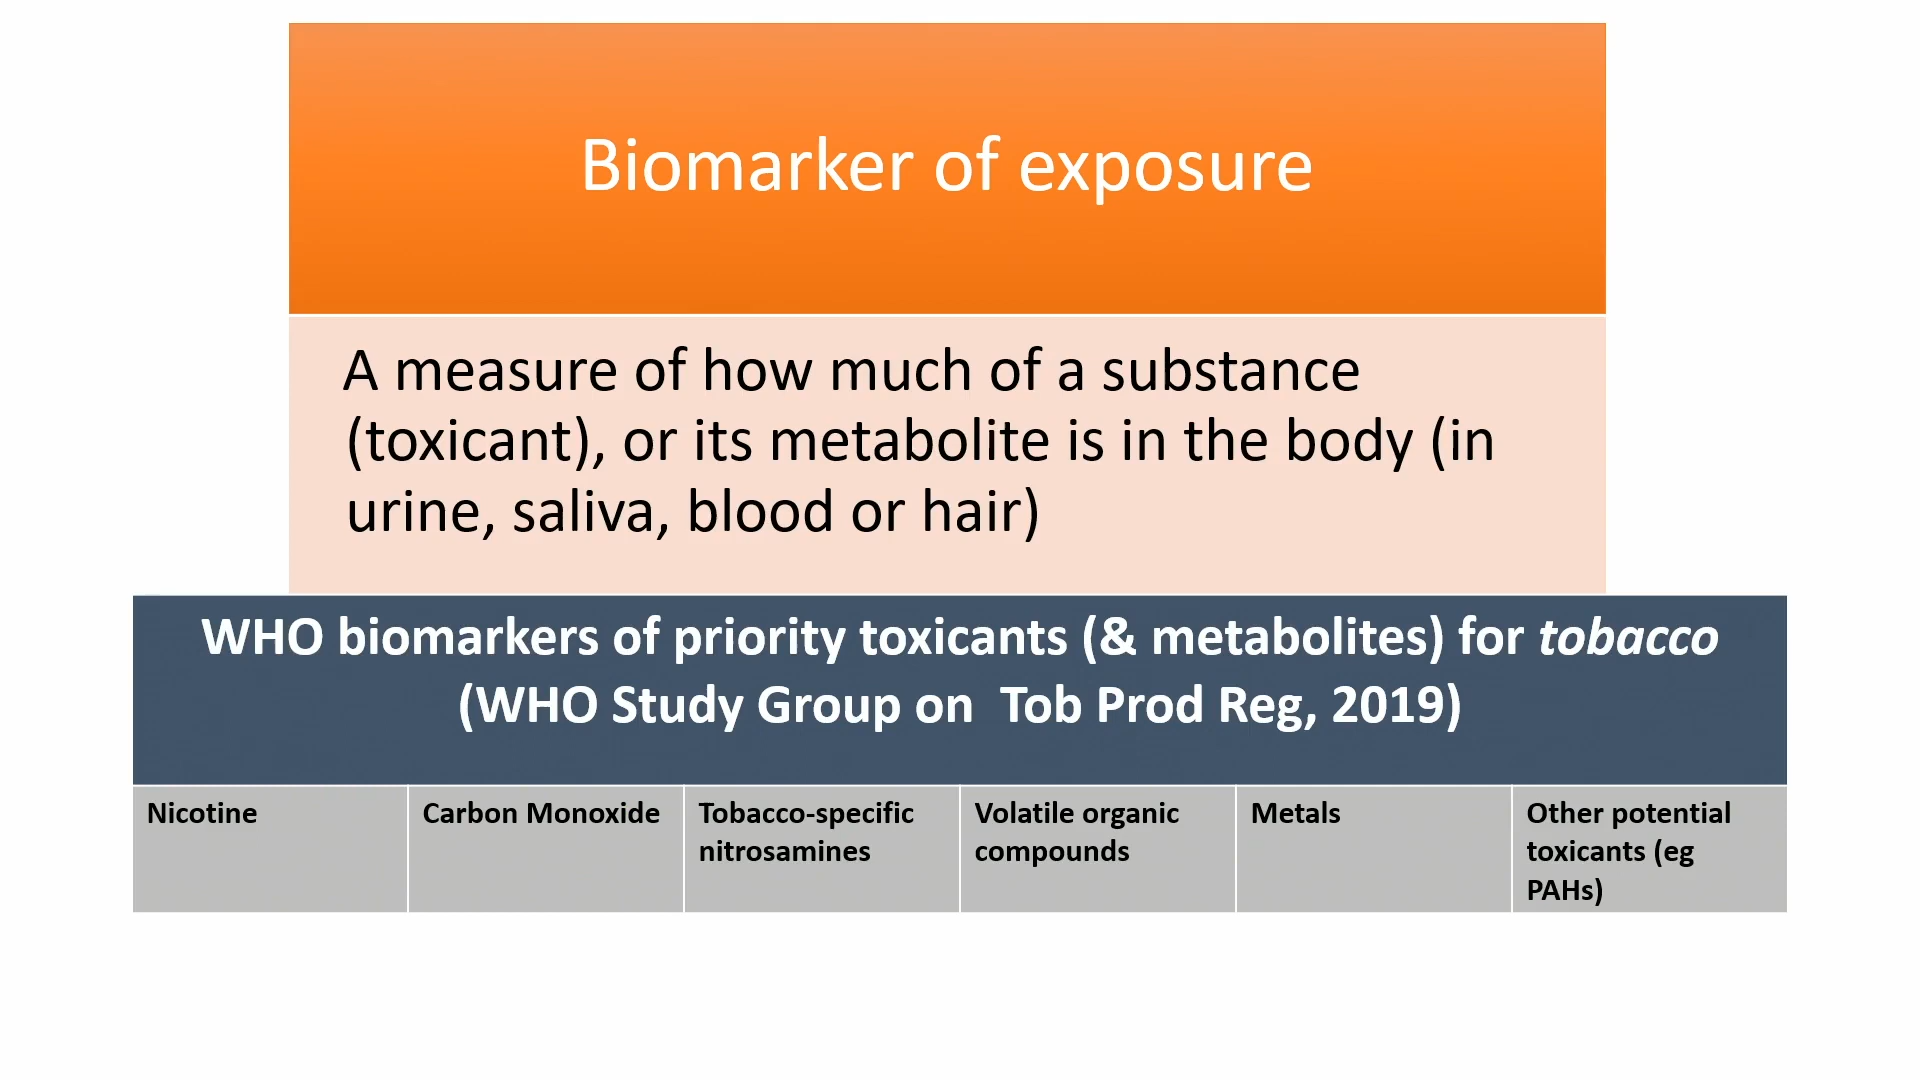 Biomarker of exposure
A measure of how much of a substance
(toxicant), or its metabolite is in the body (in
urine, saliva, blood or hair)
WHO biomarkers of priority toxicants (& metabolites) for tobacco
(WHO Study Group on  Tob Prod Reg, 2019)
Nicotine
Carbon Monoxide
Tobacco-specific
nitrosamines
Volatile organic
compounds
Metals
Other potential
toxicants (eg
PAHs)